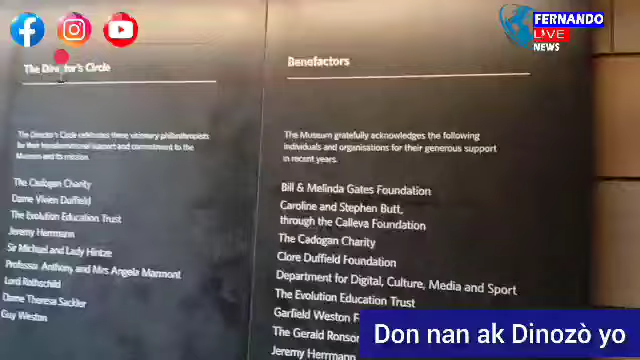 FERNANDO
LIVE
NEWS
The Director's Circle
The Director's Circle celebrates these visionary philanthropists
for their transformational support and commitment to the
Museum and its mission.
The Cadogan Charity
Dame Vivien Duffield
The Evolution Education Trust
Jeremy Herrmann
Sir Michael and Lady Hintze
Professor Anthony and Mrs Angela Marmont
Lord Rothschild
Dame Theresa Sackler
Guy Weston
Benefactors
The Museum gratefully acknowledges the following
individuals and organisations for their generous support
in recent years.
Bill & Melinda Gates Foundation
Caroline and Stephen Butt,
through the Calleva Foundation
The Cadogan Charity
Clore Duffield Foundation
Department for Digital, Culture, Media and Sport
The Evolution Education Trust
Garfield Weston F
The Gerald Ronson
Jeremy Herrmann
Don nan ak Dinozò yo